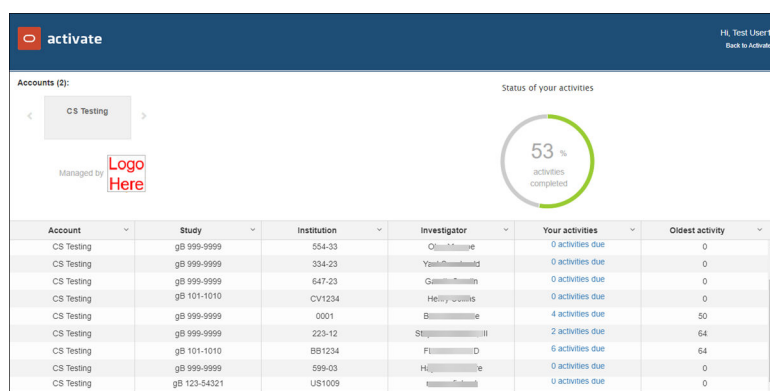 activate
Hi, Test User1
Back to Activate
Accounts (2):
CS Testing
Managed by
Logo
Here
Status of your activities
53 %
activities
completed
Account Study Institution Investigator Your activities Oldest activity
CS Testing gB 999-9999 554-33 0 activities due 0
CS Testing gB 999-9999 334-23 0 activities due 0
CS Testing gB 999-9999 647-23 0 activities due 0
CS Testing gB 101-1010 CV1234 0 activities due 0
CS Testing gB 999-9999 0001 4 activities due 50
CS Testing gB 999-9999 223-12 2 activities due 64
CS Testing gB 101-1010 BB1234 6 activities due 64
CS Testing gB 999-9999 599-03 0 activities due 0
CS Testing gB 123-54321 US1009 0 activities due 0